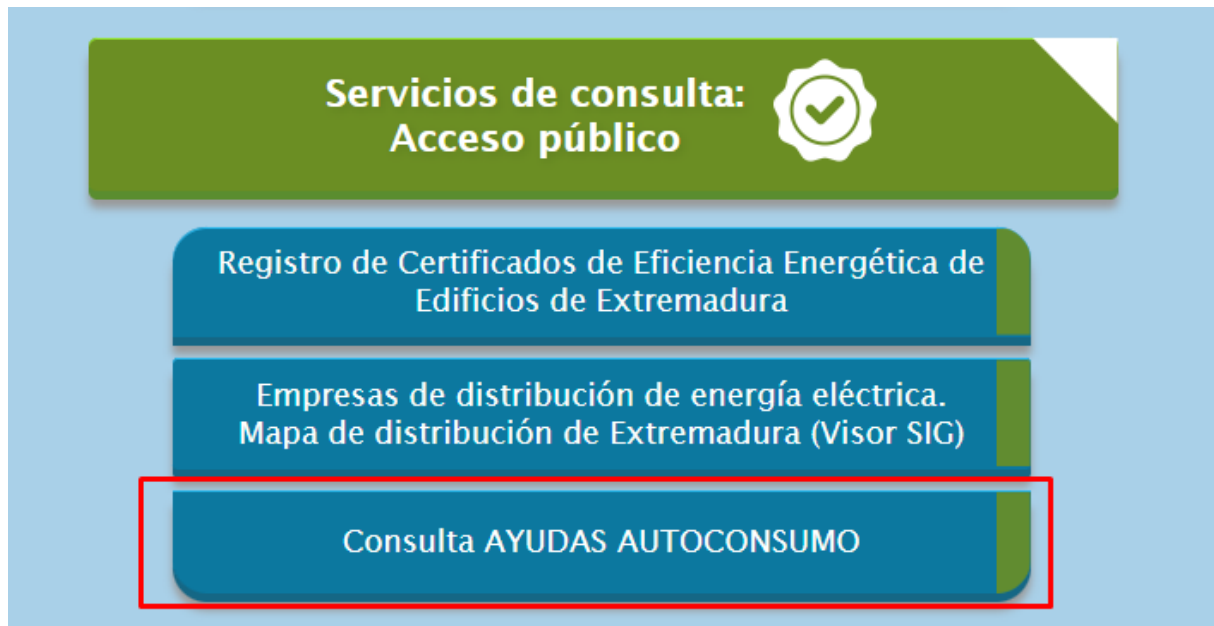 Servicios de consulta:
Acceso público
Registro de Certificados de Eficiencia Energética de
Edificios de Extremadura
Empresas de distribución de energía eléctrica.
Mapa de distribución de Extremadura (Visor SIG)
Consulta AYUDAS AUTOCONSUMO